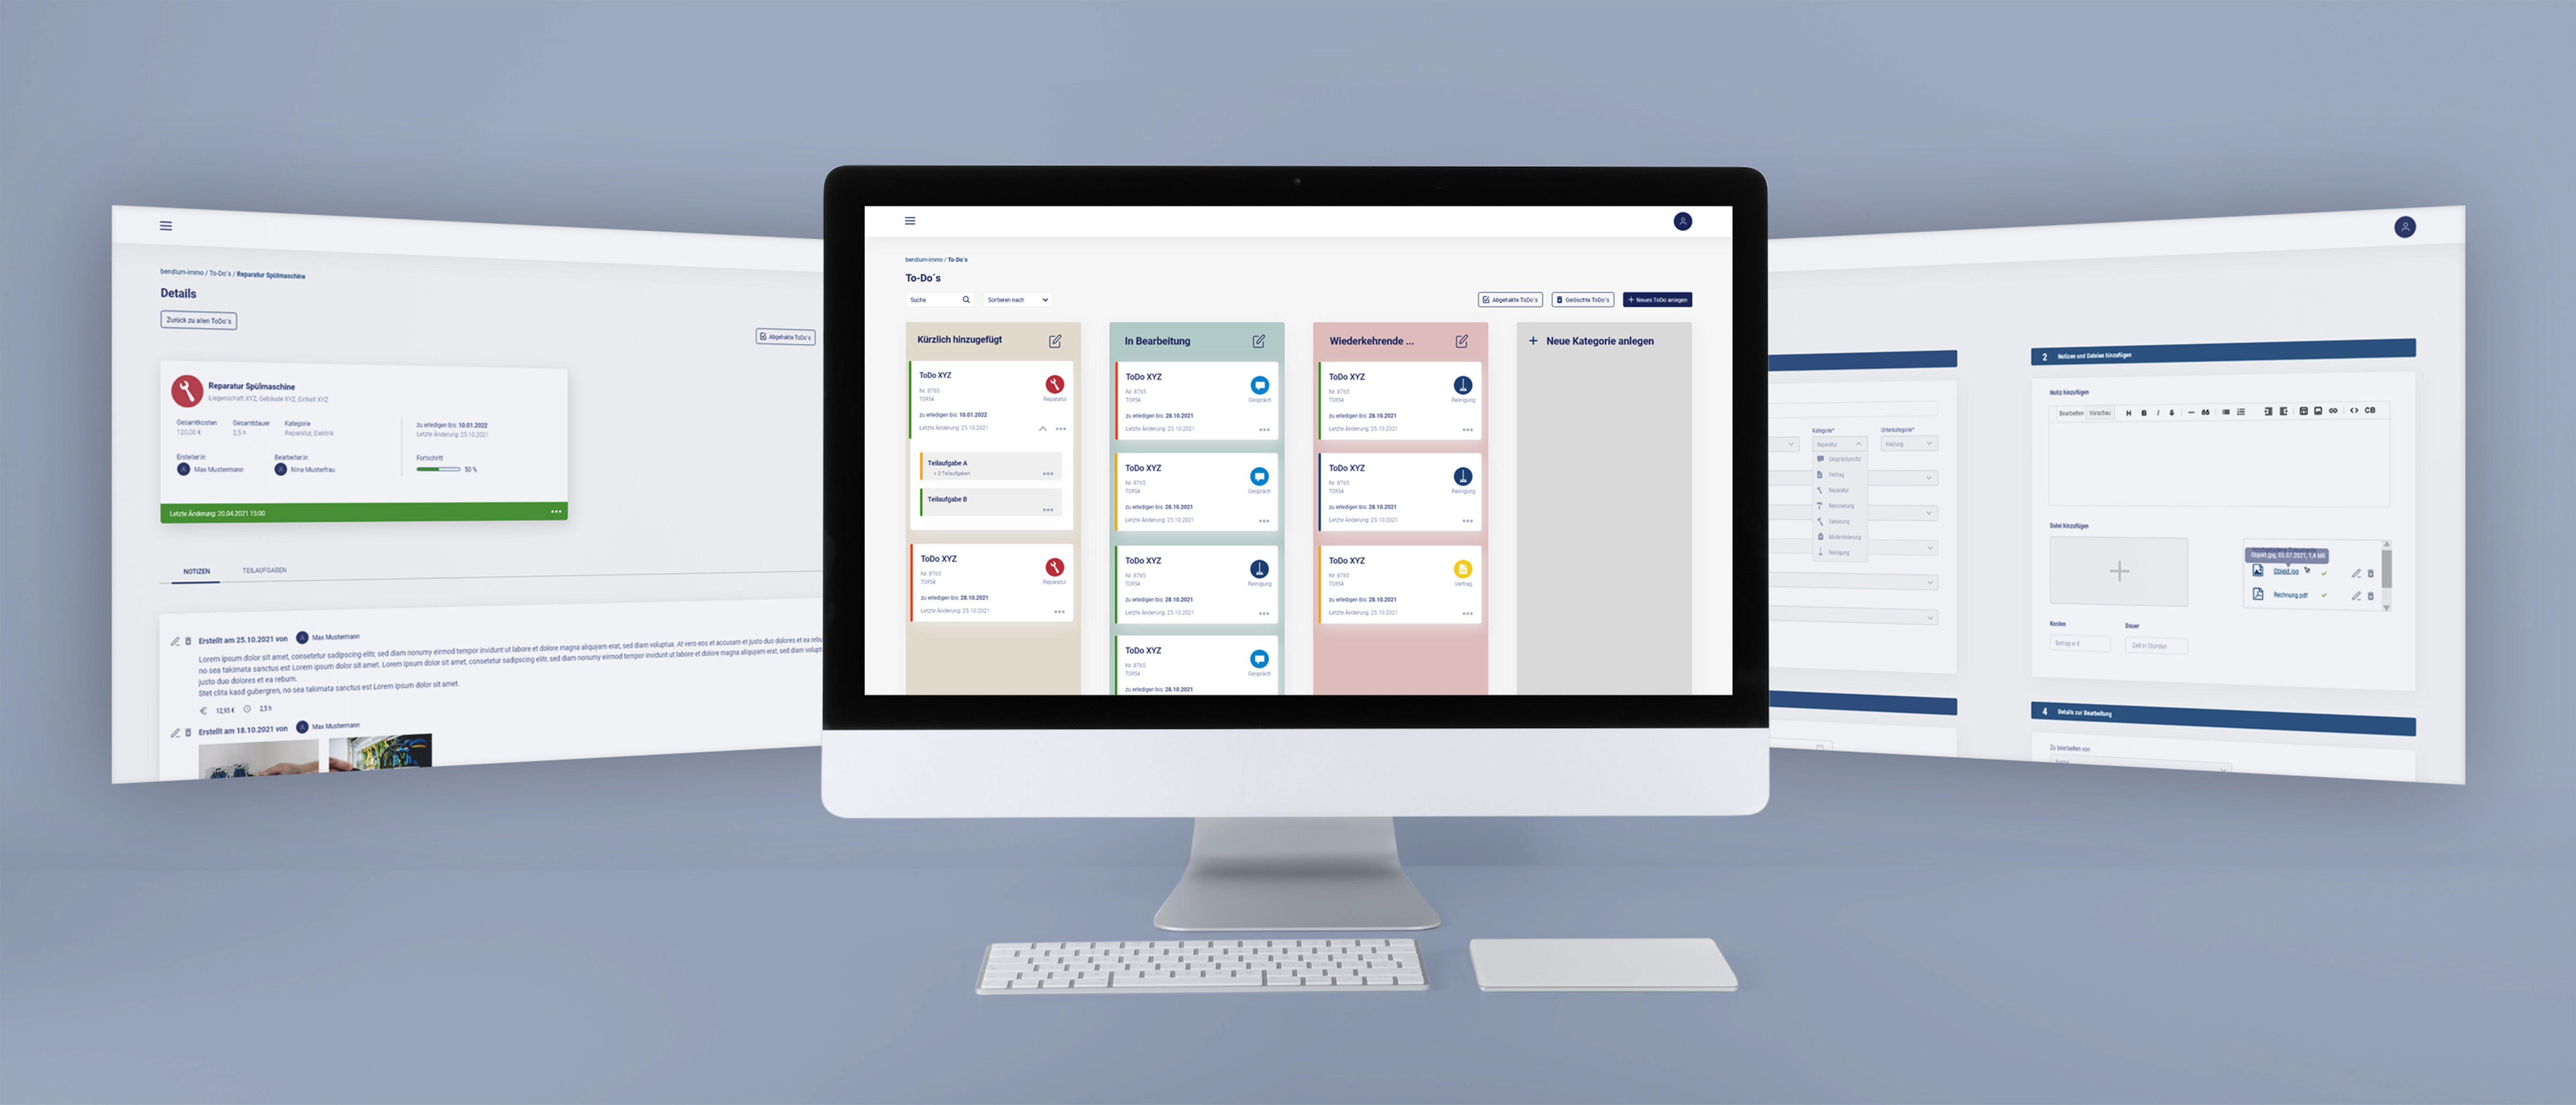 bendium-immo / To-Do's / Reparatur Spülmaschine
Details
Zurück zu allen ToDo´s
Abgehakte ToDo´s
Reparatur Spülmaschine
Liegenschaft XYZ, Gebäude XYZ, Einheit XYZ
Gesamtkosten
120,00 €
Gesamtdauer
2,5 h
Kategorie
Reparatur, Elektrik
zu erledigen bis: 10.01.2022
Letzte Änderung: 25.10.2021
Ersteller:in
Max Mustermann
Bearbeiter:in
Nina Musterfrau
Fortschritt
50 %
Letzte Änderung: 20.04.2021 15:00
NOTIZEN
TEILAUFGABEN
Erstellt am 25.10.2021 von Max Mustermann
Lorem ipsum dolor sit amet, consetetur sadipscing elitr, sed diam nonumy eirmod tempor invidunt ut labore et dolore magna aliquyam erat, sed diam voluptua. At vero eos et accusam et justo duo dolores et ea rebu
no sea takimata sanctus est Lorem ipsum dolor sit amet. Lorem ipsum dolor sit amet, consetetur sadipscing elitr, sed diam nonumy eirmod tempor invidunt ut labore et dolore magna aliquyam erat, sed diam volupt
justo duo dolores et ea rebum.
Stet clita kasd gubergren, no sea takimata sanctus est Lorem ipsum dolor sit amet.
€ 12,95 € 2,5 h
Erstellt am 18.10.2021 von Max Mustermann
bendium-immo / To-Do´s
To-Do´s
Suche
Sortieren nach
Abgehakte ToDo´s
Gelöschte ToDo´s
+ Neues ToDo anlegen
Kürzlich hinzugefügt
ToDo XYZ
Nr. 8765
TOR54
Reparatur
zu erledigen bis: 10.01.2022
Letzte Änderung: 25.10.2021
Teilaufgabe A
+ 3 Teilaufgaben
Teilaufgabe B
ToDo XYZ
Nr. 8765
TOR54
Reparatur
zu erledigen bis: 28.10.2021
Letzte Änderung: 25.10.2021
In Bearbeitung
ToDo XYZ
Nr. 8765
TOR54
Gespräch
zu erledigen bis: 28.10.2021
Letzte Änderung: 25.10.2021
ToDo XYZ
Nr. 8765
TOR54
Gespräch
zu erledigen bis: 28.10.2021
Letzte Änderung: 25.10.2021
ToDo XYZ
Nr. 8765
TOR54
Reinigung
zu erledigen bis: 28.10.2021
Letzte Änderung: 25.10.2021
ToDo XYZ
Nr. 8765
TOR54
Gespräch
zu erledigen bis: 28.10.2021
Wiederkehrende ...
ToDo XYZ
Nr. 8765
TOR54
Reinigung
zu erledigen bis: 28.10.2021
Letzte Änderung: 25.10.2021
ToDo XYZ
Nr. 8765
TOR54
Reinigung
zu erledigen bis: 28.10.2021
Letzte Änderung: 25.10.2021
ToDo XYZ
Nr. 8765
TOR54
Vertrag
zu erledigen bis: 28.10.2021
Letzte Änderung: 25.10.2021
+ Neue Kategorie anlegen
Kategorie*
Reparatur
Gesprächsnotiz
Vertrag
Reparatur
Renovierung
Sanierung
Modernisierung
Reinigung
Unterkategorie*
Heizung
2 Notizen und Dateien hinzufügen
Notiz hinzufügen
Bearbeiten Vorschau H B I S CB
Datei hinzufügen
Objekt.jpg, 05.07.2021, 1,4 MB
Objekt.jpg
Rechnung.pdf
Kosten
Betrag in €
Dauer
Zeit in Stunden
4 Details zur Bearbeitung
Zu bearbeiten von